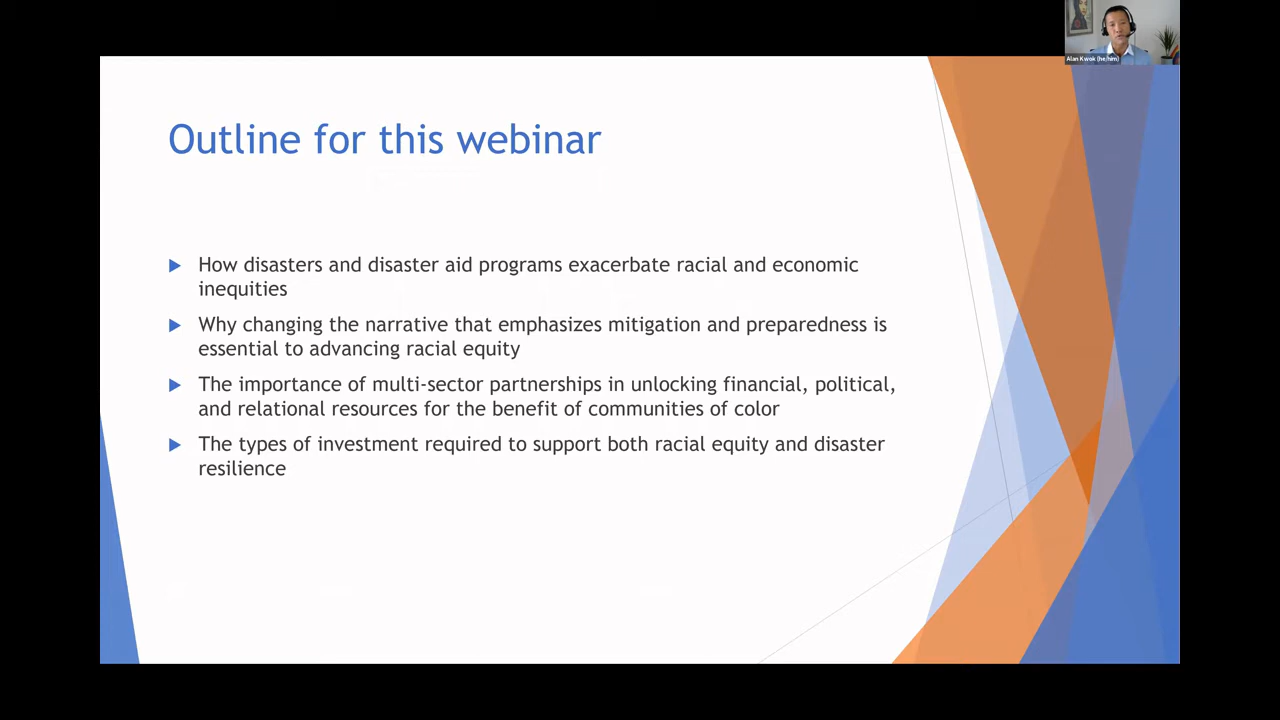 Alan Kwok (he/him)
Outline for this webinar
How disasters and disaster aid programs exacerbate racial and economic
inequities
Why changing the narrative that emphasizes mitigation and preparedness is
essential to advancing racial equity
The importance of multi-sector partnerships in unlocking financial, political,
and relational resources for the benefit of communities of color
The types of investment required to support both racial equity and disaster
resilience